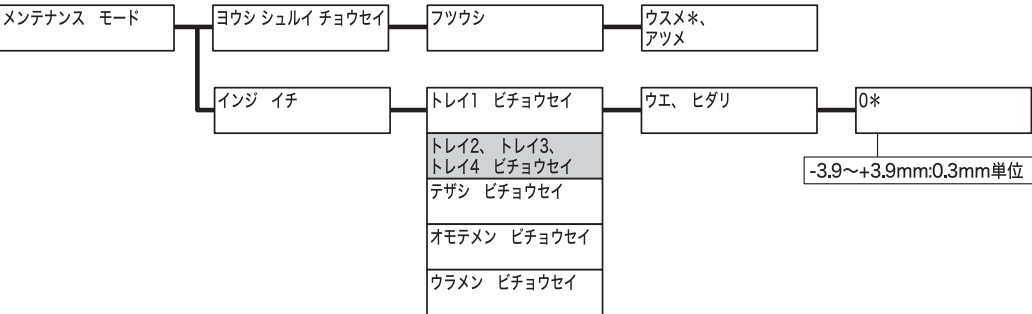 メンテナンス モード
ヨウシ シュルイ チョウセイ
フツウシ
ウスメ*、
アツメ
インジ イチ
トレイ1 ビチョウセイ
ウエ、 ヒダリ
0*
トレイ2、 トレイ3、
トレイ4 ビチョウセイ
-3.9～+3.9mm:0.3mm単位
テザシ ビチョウセイ
オモテメン ビチョウセイ
ウラメン ビチョウセイ